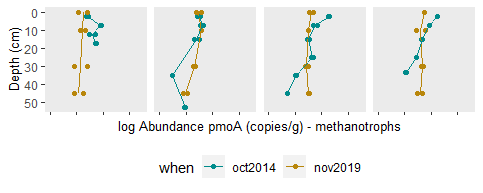 0
10
20
30
40
50
Depth (cm)
log Abundance pmoA (copies/g) - methanotrophs
when oct2014 nov2019